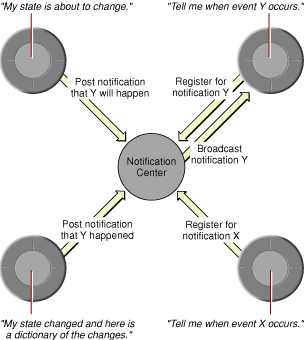 "My state is about to change."
"Tell me when event Y occurs."
Post notification
that Y will happen
Register for
notification Y
Broadcast
notification Y
Notification
Center
Post notification
that Y happened
Register for
notification X
"My state changed and here is
a dictionary of the changes."
"Tell me when event X occurs."